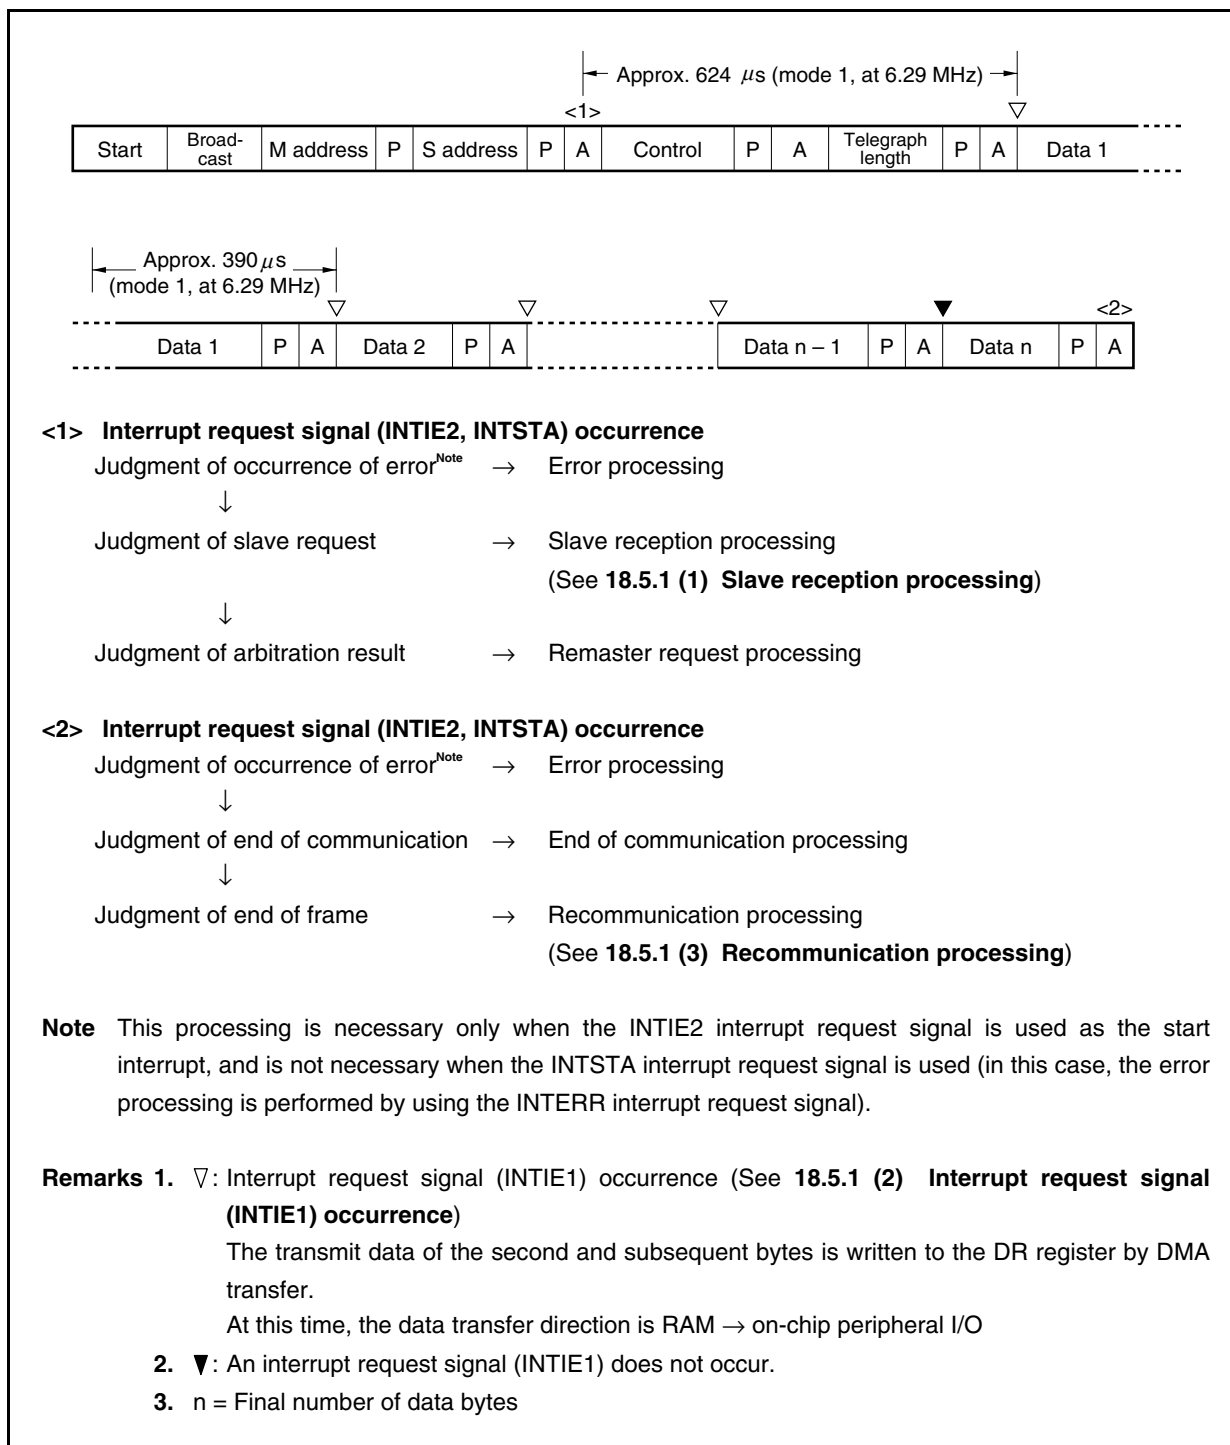 Approx. 624 μs (mode 1, at 6.29 MHz)
<1> ▽
Start Broad-cast M address P S address P A Control P A Telegraph length P A Data 1
Approx. 390 μs
(mode 1, at 6.29 MHz)
▽ ▽ ▽ ▼ <2>
Data 1 P A Data 2 P A Data n – 1 P A Data n P A
<1> Interrupt request signal (INTIE2, INTSTA) occurrence
Judgment of occurrence of error Note → Error processing
↓
Judgment of slave request → Slave reception processing
(See 18.5.1 (1) Slave reception processing)
↓
Judgment of arbitration result → Remaster request processing
<2> Interrupt request signal (INTIE2, INTSTA) occurrence
Judgment of occurrence of error Note → Error processing
↓
Judgment of end of communication → End of communication processing
↓
Judgment of end of frame → Recommunication processing
(See 18.5.1 (3) Recommunication processing)
Note This processing is necessary only when the INTIE2 interrupt request signal is used as the start
interrupt, and is not necessary when the INTSTA interrupt request signal is used (in this case, the error
processing is performed by using the INTERR interrupt request signal).
Remarks 1. ▽: Interrupt request signal (INTIE1) occurrence (See 18.5.1 (2) Interrupt request signal
(INTIE1) occurrence)
The transmit data of the second and subsequent bytes is written to the DR register by DMA
transfer.
At this time, the data transfer direction is RAM → on-chip peripheral I/O
2. ▼: An interrupt request signal (INTIE1) does not occur.
3. n = Final number of data bytes